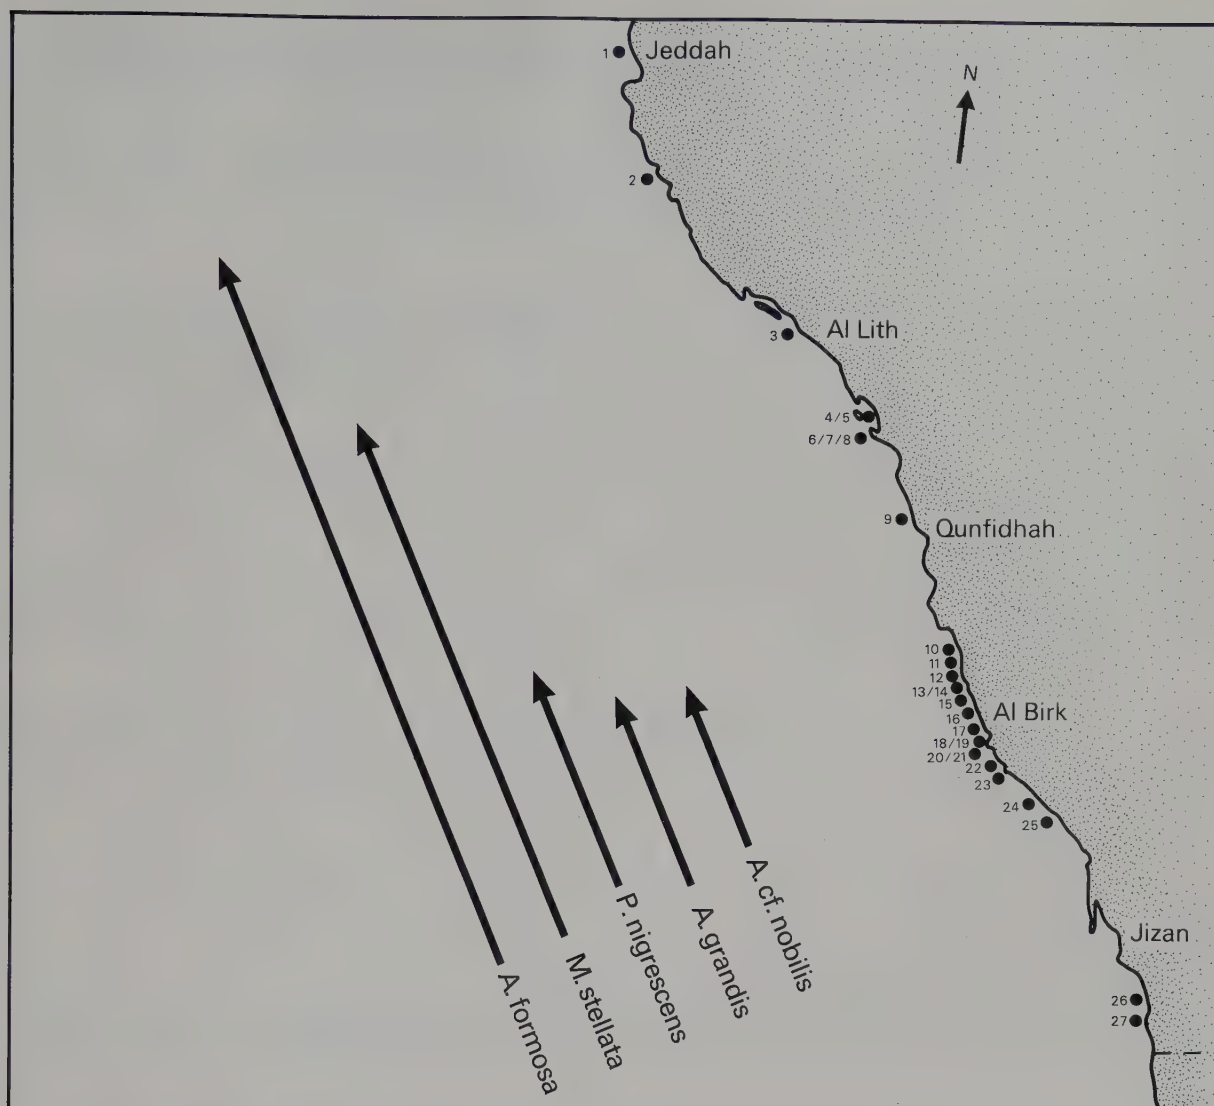 1 Jeddah
N
2
3 Al Lith
4/5
6/7/8
9 Qunfidhah
10
11
12
13/14
15
16 Al Birk
17
18/19
20/21
22
23
24
25
A. cf. nobilis
P. nigrescens
A. grandis
Jizan
M. stellata
A. formosa
26
27